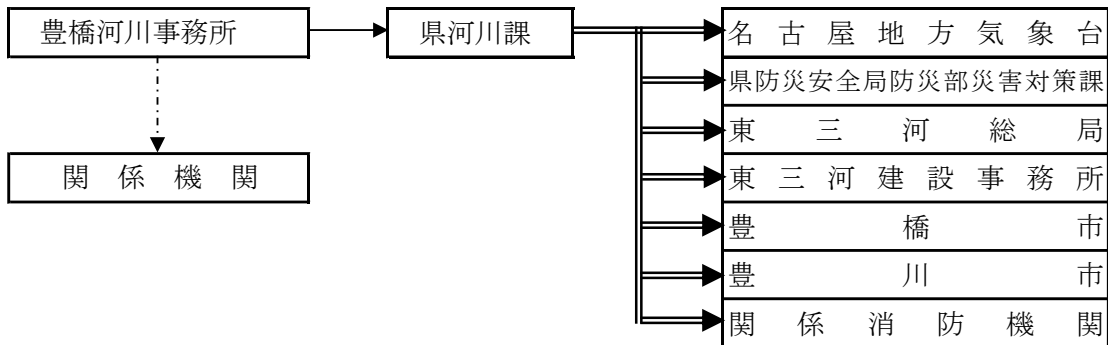 豊橋河川事務所
県河川課
関係機関
名古屋地方気象台
県防災安全局防災部災害対策課
東三河総局
東三河建設事務所
豊橋市
豊川市
関係消防機関